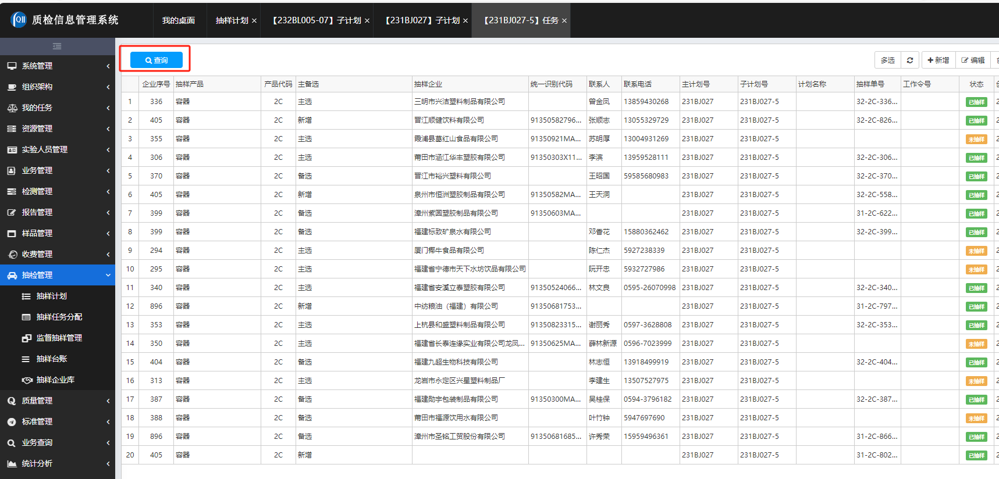 QII 质检信息管理系统 我的桌面 抽样计划 × 【232BL005-07】子计划 × 【231BJ027】子计划 × 【231BJ027-5】任务 ×
系统管理
组织架构
我的任务
资源管理
实验人员管理
业务管理
检测管理
报告管理
样品管理
收费管理
抽检管理
抽样计划
抽样任务分配
监督抽样管理
抽样台账
抽样企业库
质量管理
标准管理
业务查询
统计分析
查询 多选 新增 编辑
企业序号 抽样产品 产品代码 主备选 抽样企业 统一识别代码 联系人 联系电话 主计划号 子计划号 计划名称 抽样单号 工作令号 状态
1 336 容器 2C 主选 三明市兴洁塑料制品有限公司 曾金凤 13859430268 231BJ027 231BJ027-5 32-2C-336... 已抽样
2 405 容器 2C 新增 晋江顺健饮料有限公司 91350582796... 张顺志 13055329729 231BJ027 231BJ027-5 32-2C-826... 已抽样
3 355 容器 2C 主选 霞浦县葛红山食品有限公司 91350921MA... 苏明厚 13004931269 231BJ027 231BJ027-5 未抽样
4 306 容器 2C 主选 莆田市涵江华丰塑胶有限公司 91350303X11... 李滨 13959528111 231BJ027 231BJ027-5 32-2C-306... 已抽样
5 370 容器 2C 备选 晋江市裕兴塑料有限公司 王昭国 59585680983 231BJ027 231BJ027-5 32-2C-370... 已抽样
6 405 容器 2C 新增 泉州市恒洲塑胶制品有限公司 91350582MA... 王天润 231BJ027 231BJ027-5 32-2C-558... 已抽样
7 399 容器 2C 备选 漳州紫圆塑胶制品有限公司 91350603MA... 231BJ027 231BJ027-5 31-2C-622... 已抽样
8 399 容器 2C 备选 福建标致矿泉水有限公司 邓香花 15880362462 231BJ027 231BJ027-5 32-2C-399... 已抽样
9 294 容器 2C 主选 厦门椰牛食品有限公司 陈仁杰 5927238339 231BJ027 231BJ027-5 未抽样
10 295 容器 2C 主选 福建省宁德市天下水坊饮品有限公司 阮开忠 5932727986 231BJ027 231BJ027-5 未抽样
11 340 容器 2C 主选 福建省安溪立泰塑胶有限公司 91350524066... 林文良 0595-26070998 231BJ027 231BJ027-5 32-2C-340... 已抽样
12 896 容器 2C 新增 中纺粮油（福建）有限公司 91350681753... 231BJ027 231BJ027-5 31-2C-797... 已抽样
13 353 容器 2C 主选 上杭县和盛塑料制品有限公司 91350823315... 谢丽秀 0597-3628808 231BJ027 231BJ027-5 32-2C-353... 已抽样
14 350 容器 2C 主选 福建省长泰连缘实业有限公司龙凤... 91350625MA... 薛林新源 0596-7023999 231BJ027 231BJ027-5 未抽样
15 404 容器 2C 备选 福建九超生物科技有限公司 林志恒 13918499919 231BJ027 231BJ027-5 32-2C-404... 已抽样
16 313 容器 2C 主选 龙岩市永定区兴星塑料制品厂 李建生 13507527975 231BJ027 231BJ027-5 未抽样
17 387 容器 2C 备选 福建勋宇包装制品有限公司 91350300MA... 吴桂保 0594-3796182 231BJ027 231BJ027-5 32-2C-387... 已抽样
18 388 容器 2C 备选 莆田市福源饮用水有限公司 叶竹钟 5947697690 231BJ027 231BJ027-5 未抽样
19 896 容器 2C 备选 漳州市圣铭工贸股份有限公司 91350681685... 许秀荣 15959496361 231BJ027 231BJ027-5 31-2C-866... 已抽样
20 405 容器 2C 新增 231BJ027 231BJ027-5 31-2C-802... 已抽样